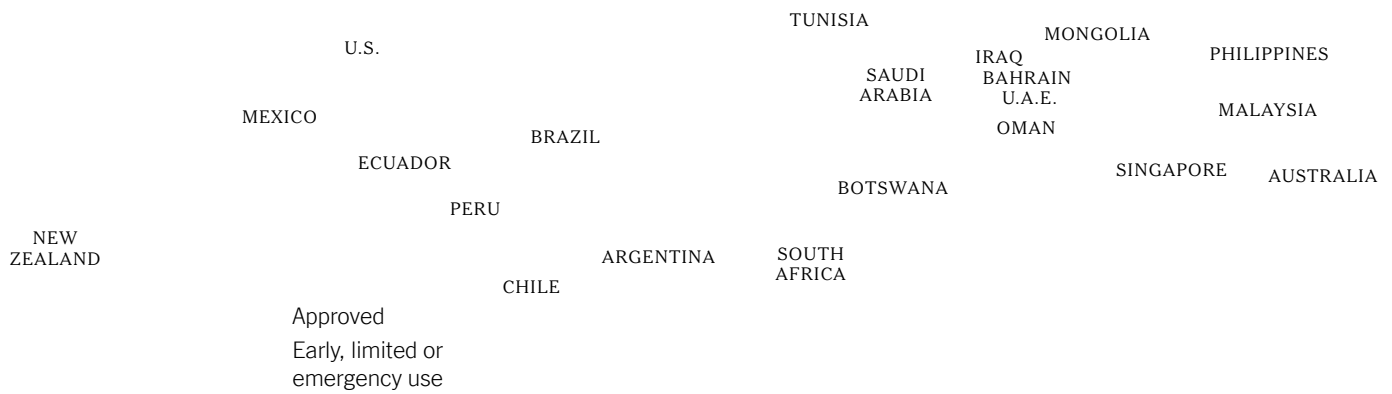 TUNISIA
MONGOLIA
U.S.
IRAQ
PHILIPPINES
SAUDI
ARABIA
BAHRAIN
U.A.E.
MEXICO
MALAYSIA
OMAN
BRAZIL
ECUADOR
SINGAPORE
AUSTRALIA
BOTSWANA
PERU
NEW
ZEALAND
ARGENTINA
SOUTH
AFRICA
CHILE
Approved
Early, limited or
emergency use